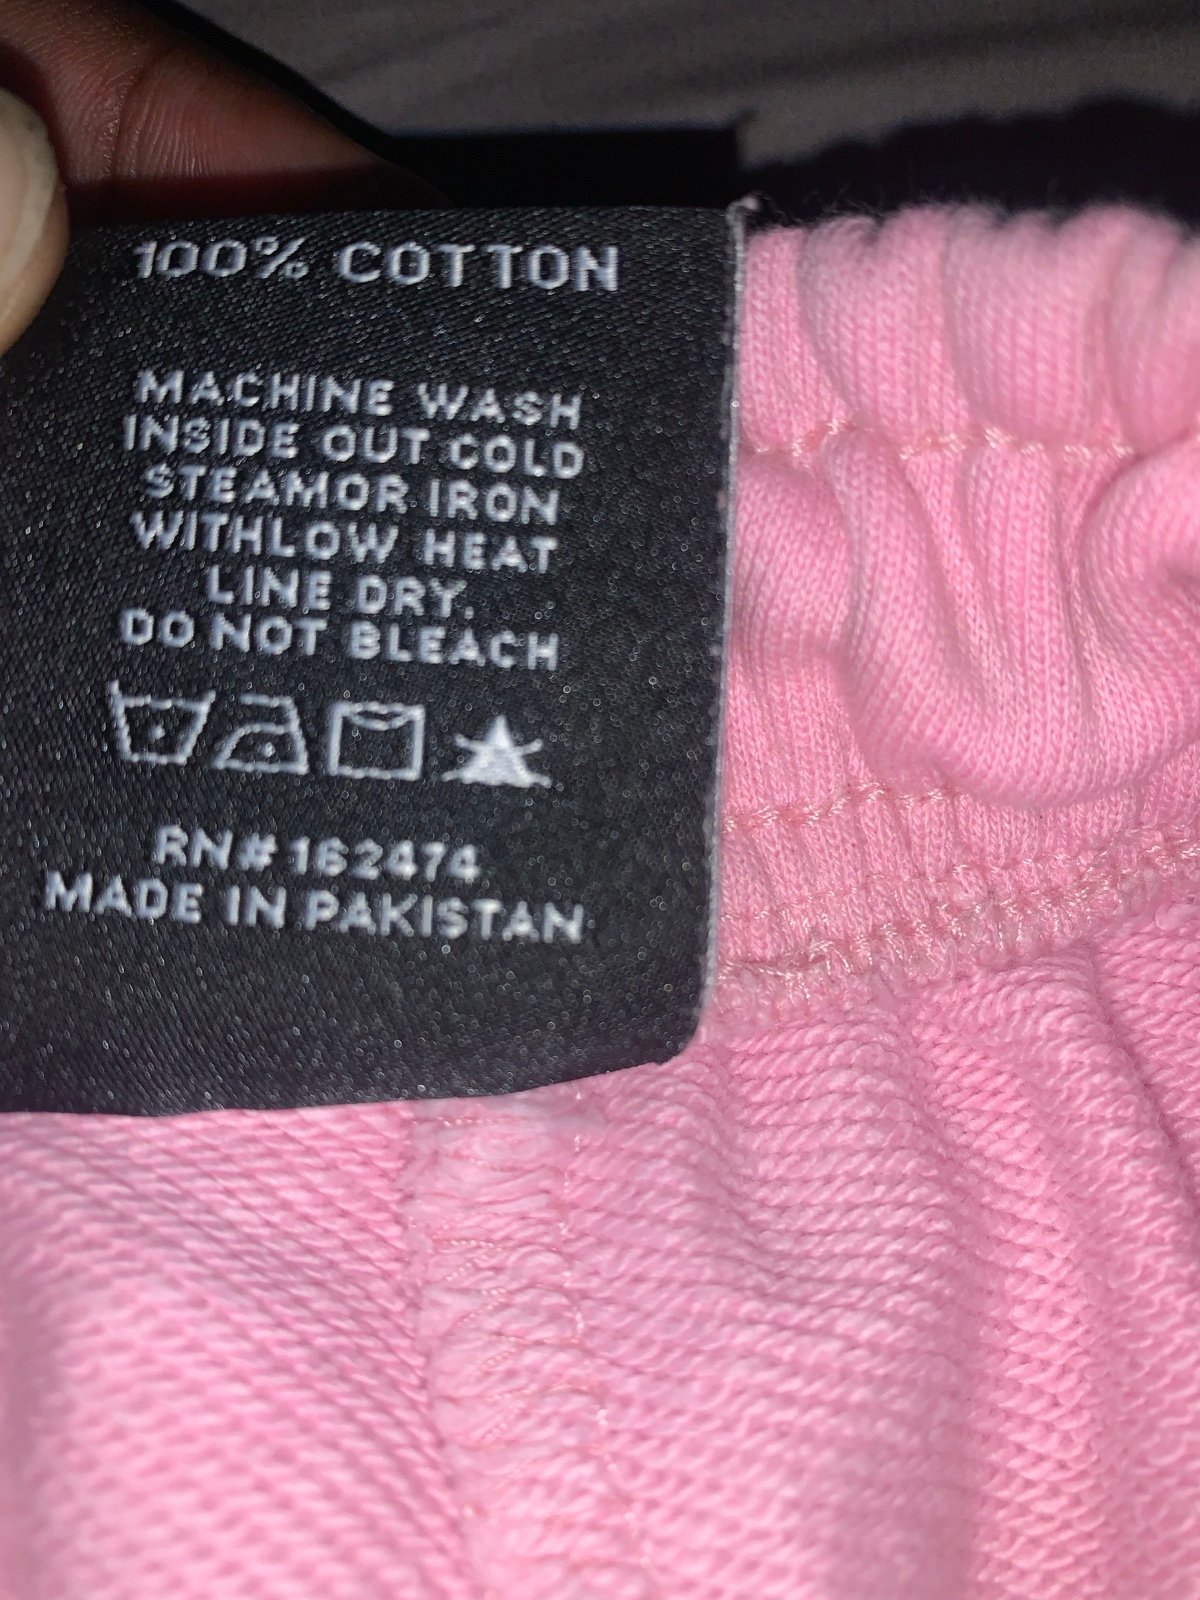 100% COTTON
MACHINE WASH
INSIDE OUT COLD
STEAMOR IRON
WITHLOW HEAT
LINE DRY.
DO NOT BLEACH
RN# 162474
MADE IN PAKISTAN